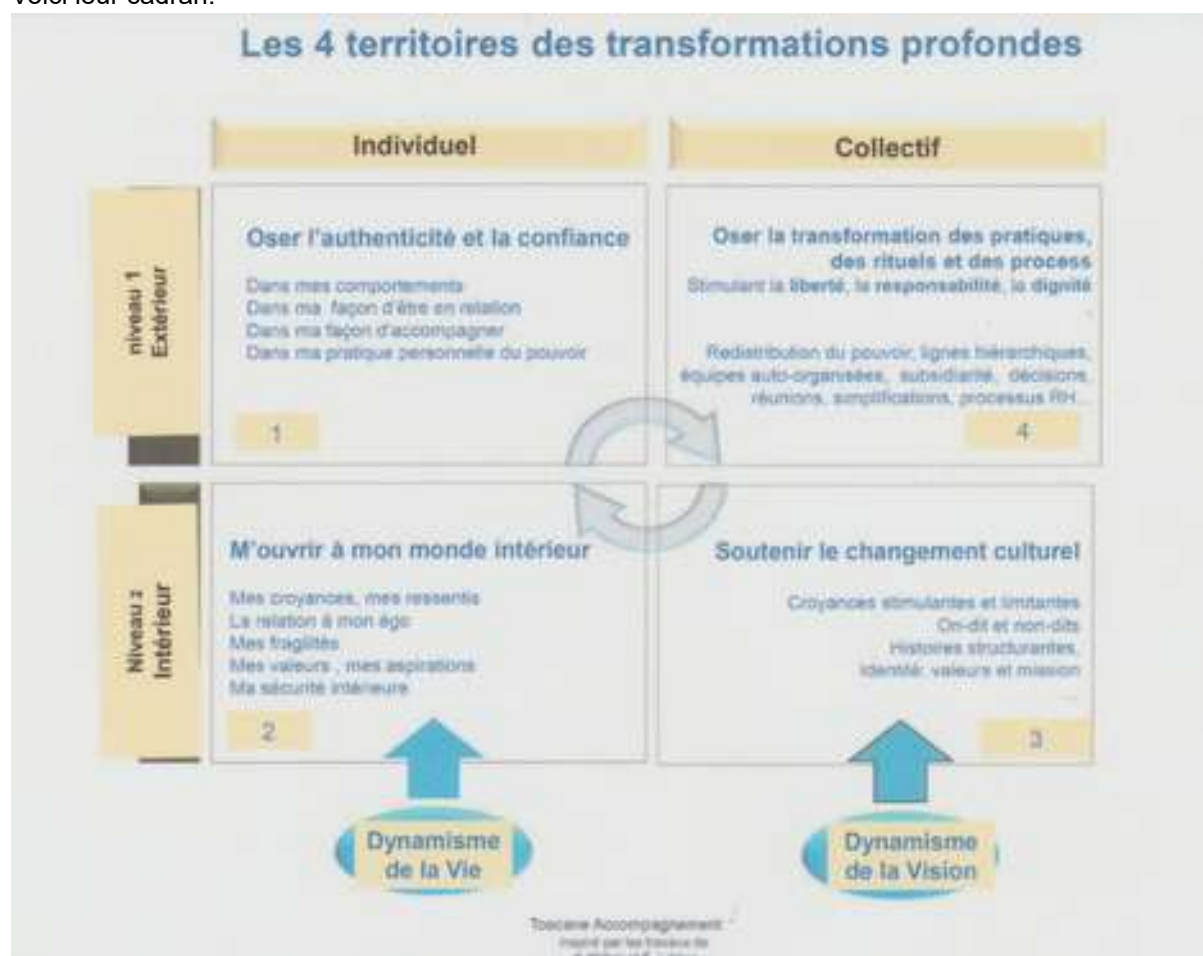 Voici leur cadran.
Les 4 territoires des transformations profondes
Individuel
Collectif
niveau 1
Extérieur
Oser l'authenticité et la confiance
Dans mes comportements
Dans ma façon d'être en relation
Dans ma façon d'accompagner
Dans ma pratique personnelle du pouvoir
1
Oser la transformation des pratiques,
des rituels et des process
Stimulant la liberté, la responsabilité, la dignité
Redistribution du pouvoir, lignes hiérarchiques,
équipes auto-organisées, subsidiarité, décisions,
réunions, simplifications, processus RH...
4
Niveau 2
Intérieur
M'ouvrir à mon monde intérieur
Mes croyances, mes ressentis
La relation à mon égo
Mes fragilités
Mes valeurs , mes aspirations
Ma sécurité intérieure
2
Soutenir le changement culturel
Croyances stimulantes et limitantes
On-dit et non-dits
Histoires structurantes,
Identité, valeurs et mission
...
3
Dynamisme
de la Vie
Dynamisme
de la Vision
Toscane Accompagnement
Inspiré par les travaux de